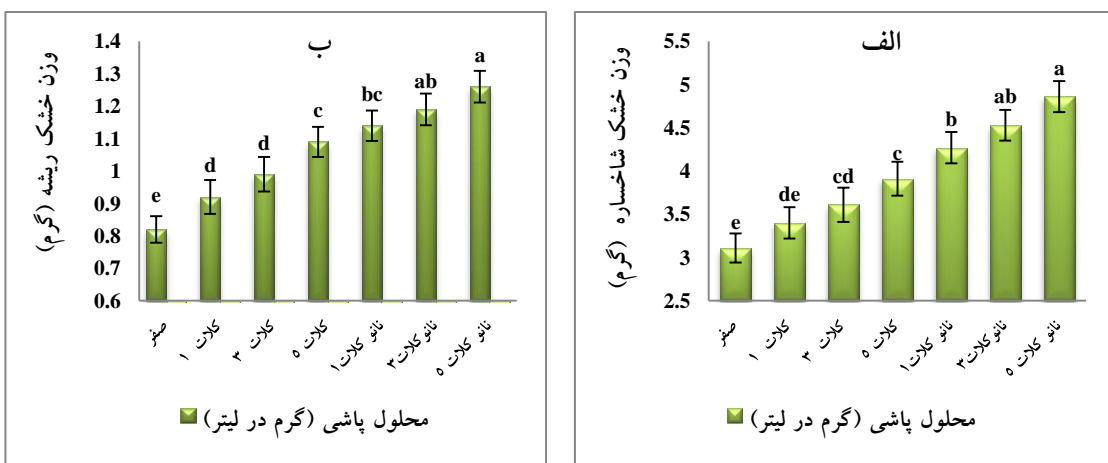 الف
وزن خشک شاخساره (گرم)
5.5
5
4.5
4
3.5
3
2.5
e
de
cd
c
b
ab
a
صفر
کلات ۱
کلات ۳
کلات ۵
نانو کلات۱
نانوکلات۳
نانو کلات ۵
محلول پاشی (گرم در لیتر)
ب
وزن خشک ریشه (گرم)
1.4
1.3
1.2
1.1
1
0.9
0.8
0.7
0.6
e
d
d
c
bc
ab
a
صفر
کلات ۱
کلات ۳
کلات ۵
نانو کلات۱
نانوکلات۳
نانو کلات ۵
محلول پاشی (گرم در لیتر)